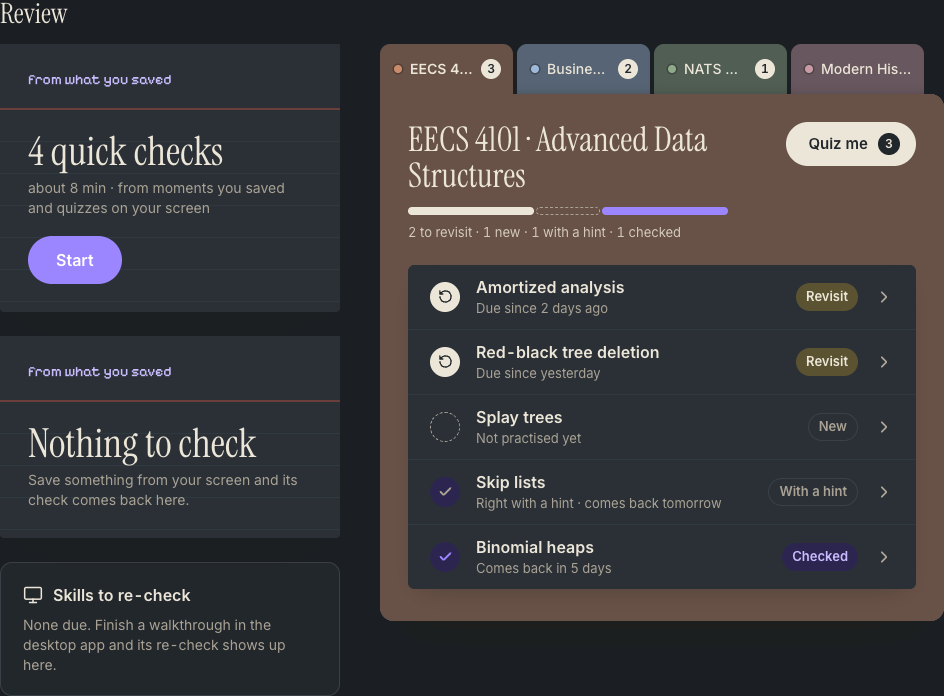 Review
from what you saved
4 quick checks
about 8 min · from moments you saved
and quizzes on your screen
Start
from what you saved
Nothing to check
Save something from your screen and its
check comes back here.
Skills to re-check
None due. Finish a walkthrough in the
desktop app and its re-check shows up
here.
EECS 4... 3
Busine... 2
NATS ... 1
Modern His...
EECS 4101 · Advanced Data
Structures
Quiz me 3
2 to revisit · 1 new · 1 with a hint · 1 checked
Amortized analysis
Due since 2 days ago
Revisit
Red-black tree deletion
Due since yesterday
Revisit
Splay trees
Not practised yet
New
Skip lists
Right with a hint · comes back tomorrow
With a hint
Binomial heaps
Comes back in 5 days
Checked